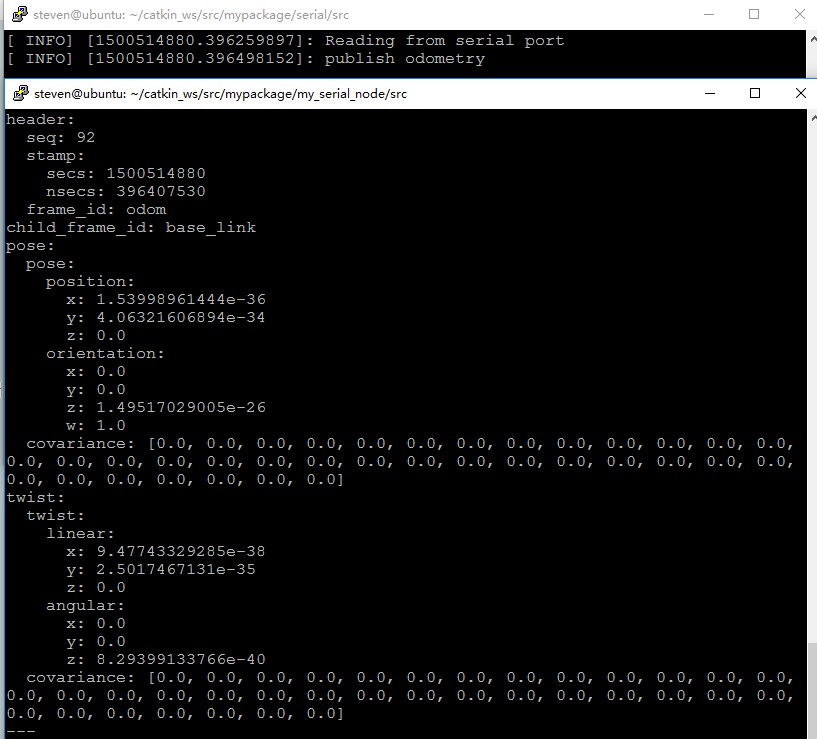 steven@ubuntu: ~/catkin_ws/src/mypackage/serial/src
[ INFO] [1500514880.396259897]: Reading from serial port
[ INFO] [1500514880.396498152]: publish odometry
steven@ubuntu: ~/catkin_ws/src/mypackage/my_serial_node/src
header:
  seq: 92
  stamp:
    secs: 1500514880
    nsecs: 396407530
  frame_id: odom
child_frame_id: base_link
pose:
  pose:
    position:
      x: 1.53998961444e-36
      y: 4.06321606894e-34
      z: 0.0
    orientation:
      x: 0.0
      y: 0.0
      z: 1.49517029005e-26
      w: 1.0
  covariance: [0.0, 0.0, 0.0, 0.0, 0.0, 0.0, 0.0, 0.0, 0.0, 0.0, 0.0, 0.0, 0.0,
0.0, 0.0, 0.0, 0.0, 0.0, 0.0, 0.0, 0.0, 0.0, 0.0, 0.0, 0.0, 0.0, 0.0, 0.0, 0.0,
0.0, 0.0, 0.0, 0.0, 0.0, 0.0, 0.0]
twist:
  twist:
    linear:
      x: 9.47743329285e-38
      y: 2.5017467131e-35
      z: 0.0
    angular:
      x: 0.0
      y: 0.0
      z: 8.29399133766e-40
  covariance: [0.0, 0.0, 0.0, 0.0, 0.0, 0.0, 0.0, 0.0, 0.0, 0.0, 0.0, 0.0, 0.0,
0.0, 0.0, 0.0, 0.0, 0.0, 0.0, 0.0, 0.0, 0.0, 0.0, 0.0, 0.0, 0.0, 0.0, 0.0, 0.0,
0.0, 0.0, 0.0, 0.0, 0.0, 0.0, 0.0]
---